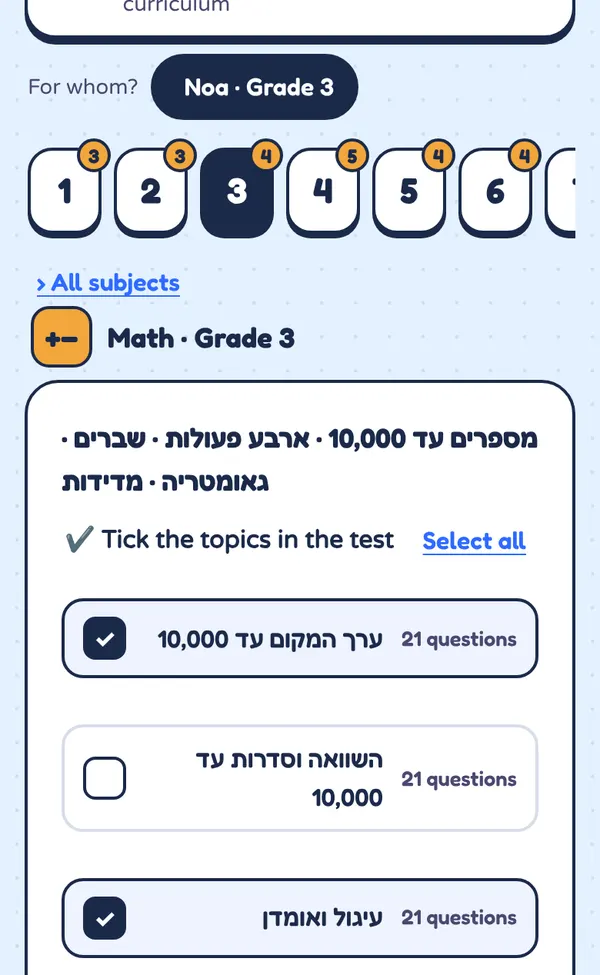 curriculum
For whom? Noa · Grade 3
3 3 4 5 4 4
1 2 3 4 5 6
› All subjects
+− Math · Grade 3
מספרים עד 10,000 · ארבע פעולות · שברים ·
גאומטריה · מדידות
✔ Tick the topics in the test Select all
ערך המקום עד 10,000 21 questions
השוואה וסדרות עד
10,000
21 questions
עיגול ואומדן 21 questions